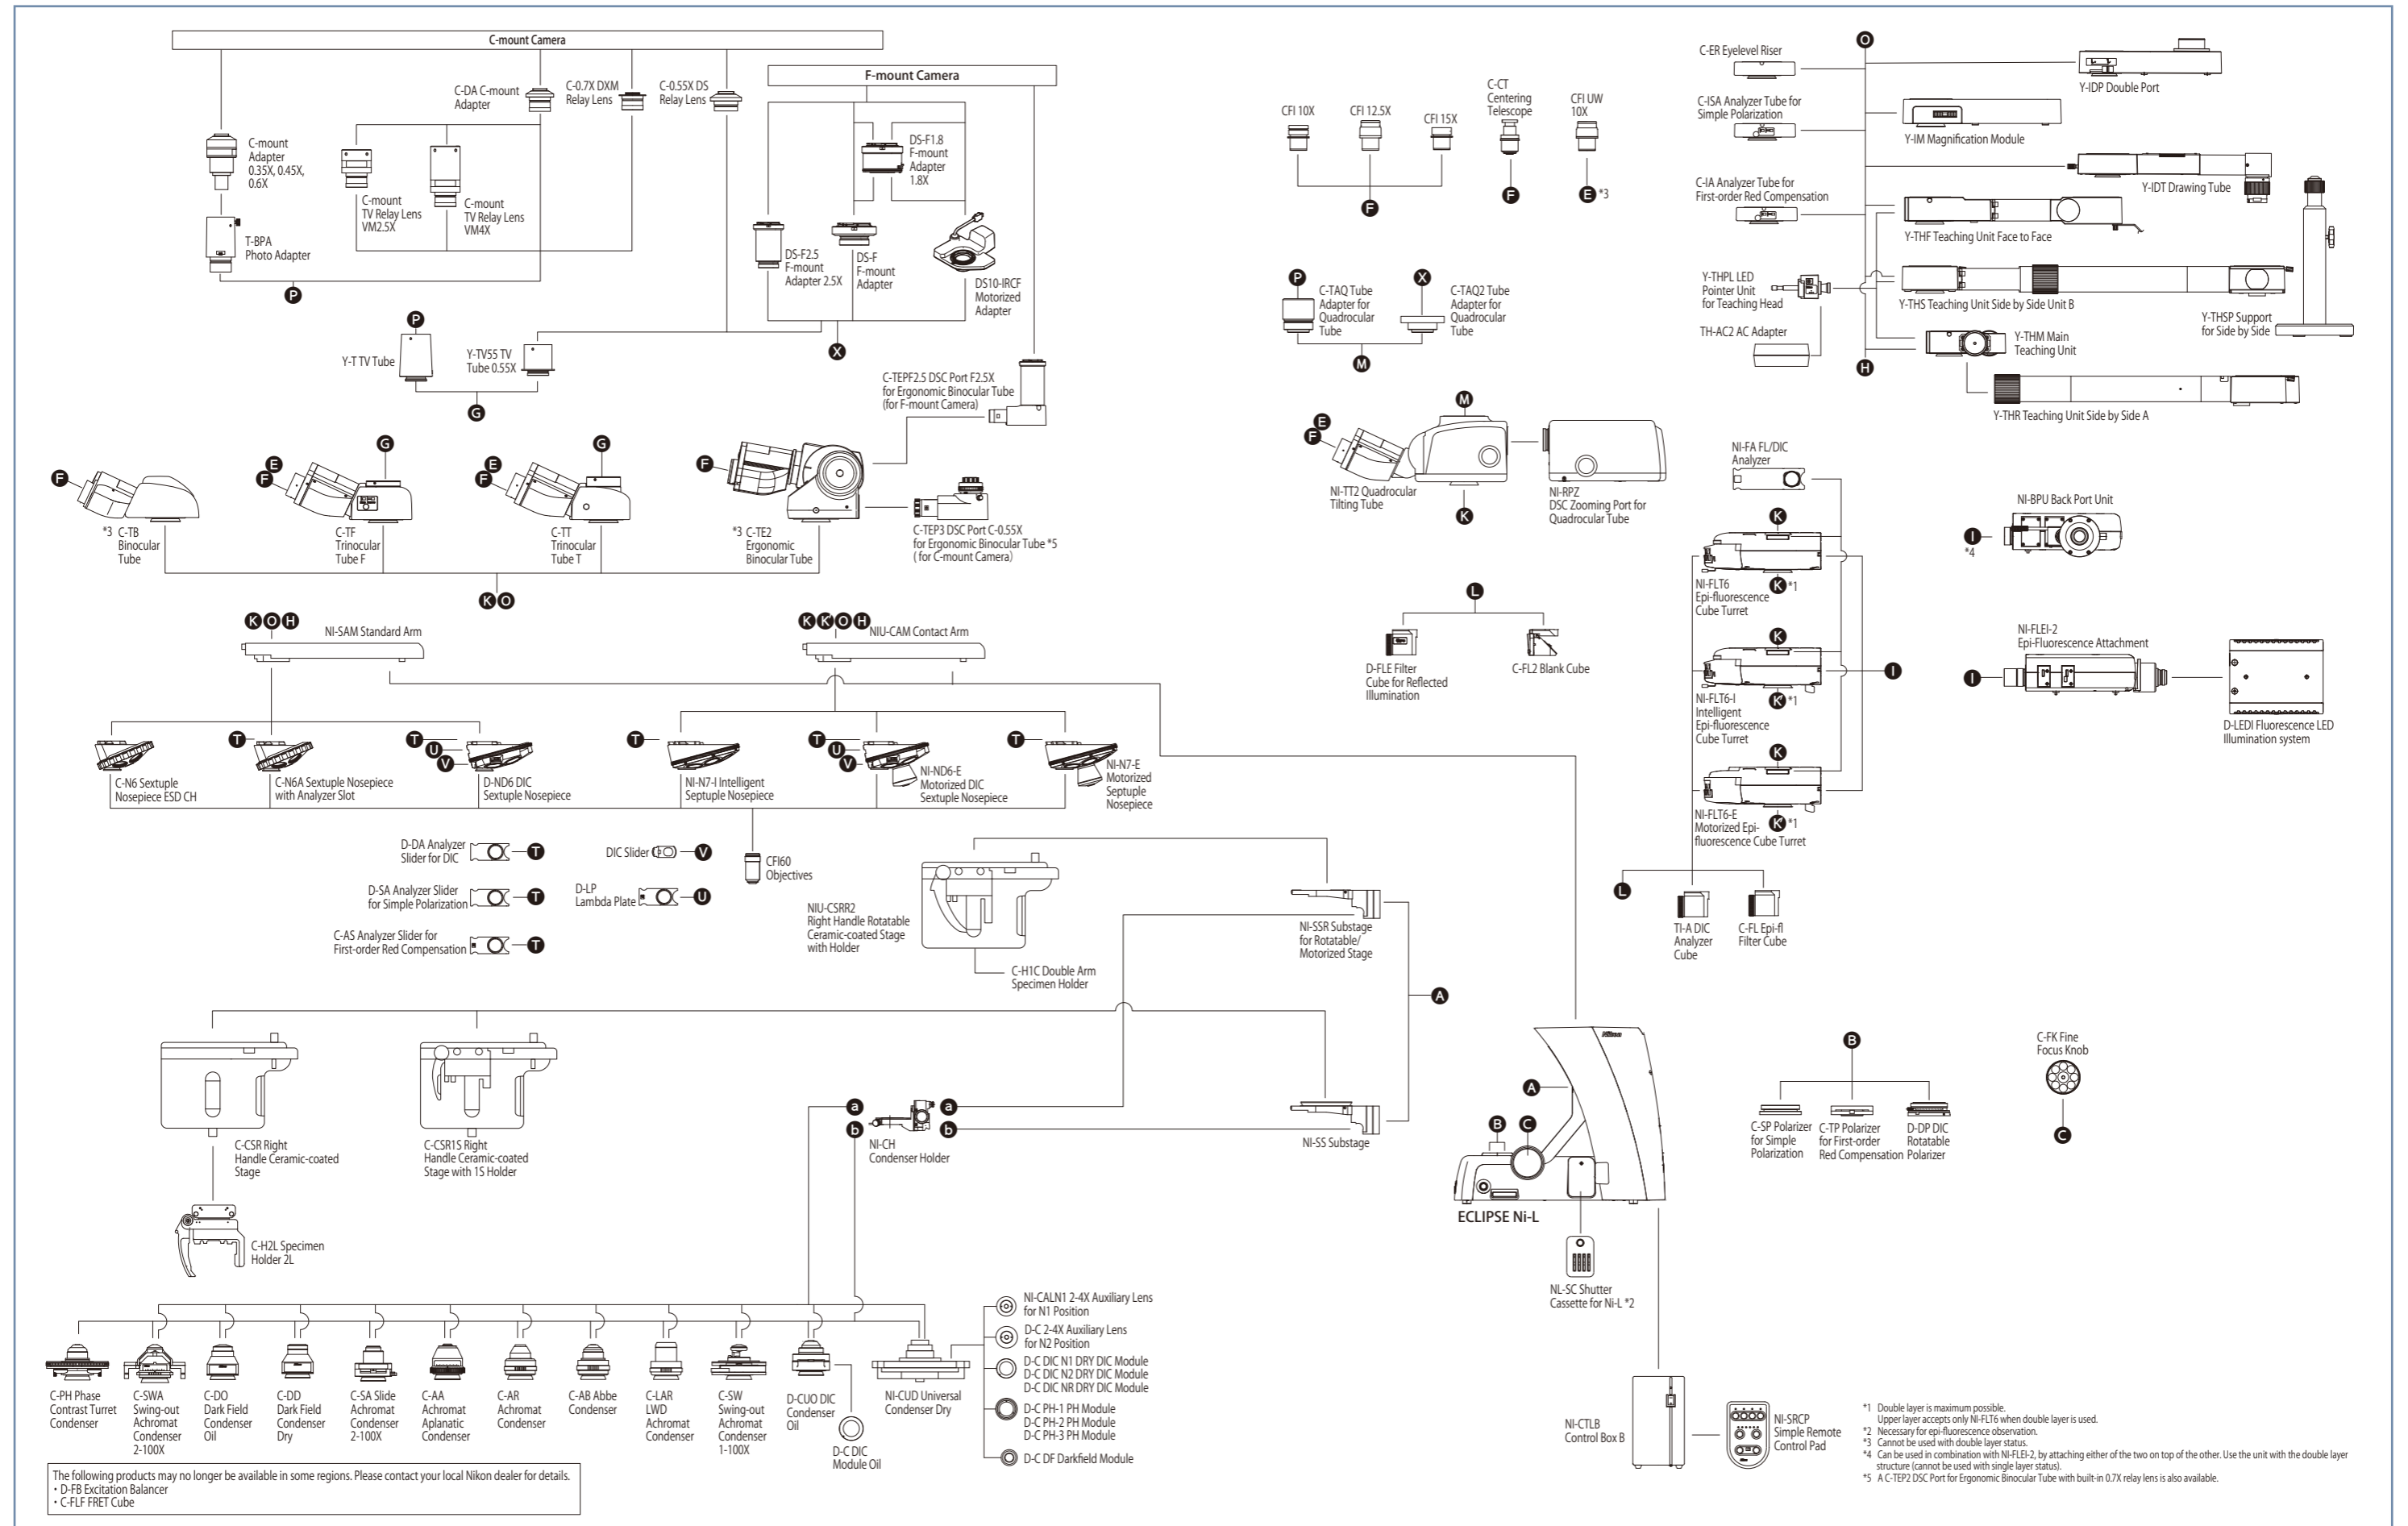 C-mount Camera
F-mount Camera
C-DA C-mount
Adapter
C-0.7X DXM
Relay Lens
C-0.55X DS
Relay Lens
C-mount
Adapter
0.35X, 0.45X,
0.6X
C-mount
TV Relay Lens
VM2.5X
C-mount
TV Relay Lens
VM4X
T-BPA
Photo Adapter
P
DS-F1.8
F-mount
Adapter
1.8X
DS-F2.5
F-mount
Adapter 2.5X
DS-F
F-mount
Adapter
DS10-IRCF
Motorized
Adapter
X
P
Y-T TV Tube
Y-TV55 TV
Tube 0.55X
G
C-TEPF2.5 DSC Port F2.5X
for Ergonomic Binocular Tube
(for F-mount Camera)
F
*3 C-TB
Binocular
Tube
E
F
G
C-TF
Trinocular
Tube F
E
F
G
C-TT
Trinocular
Tube T
F
*3 C-TE2
Ergonomic
Binocular Tube
C-TEP3 DSC Port C-0.55X
for Ergonomic Binocular Tube *5
( for C-mount Camera)
K O
CFI 10X
CFI 12.5X
CFI 15X
F
C-CT
Centering
Telescope
F
CFI UW
10X
E *3
P
C-TAQ Tube
Adapter for
Quadrocular
Tube
X
C-TAQ2 Tube
Adapter for
Quadrocular
Tube
M
M
E
F
NI-TT2 Quadrocular
Tilting Tube
K
NI-RPZ
DSC Zooming Port for
Quadrocular Tube
L
D-FLE Filter
Cube for Reflected
Illumination
C-FL2 Blank Cube
O
C-ER Eyelevel Riser
Y-IDP Double Port
C-ISA Analyzer Tube for
Simple Polarization
Y-IM Magnification Module
C-IA Analyzer Tube for
First-order Red Compensation
Y-IDT Drawing Tube
Y-THF Teaching Unit Face to Face
Y-THPL LED
Pointer Unit
for Teaching Head
Y-THS Teaching Unit Side by Side Unit B
Y-THSP Support
for Side by Side
TH-AC2 AC Adapter
Y-THM Main
Teaching Unit
H
Y-THR Teaching Unit Side by Side A
NI-FA FL/DIC
Analyzer
K
NI-FLT6
Epi-fluorescence
Cube Turret
K *1
K
NI-FLT6-I
Intelligent
Epi-fluorescence
Cube Turret
K *1
I
K
NI-FLT6-E
Motorized Epi-
fluorescence Cube Turret
K *1
L
TI-A DIC
Analyzer
Cube
C-FL Epi-fl
Filter Cube
NI-BPU Back Port Unit
I
*4
NI-FLEI-2
Epi-Fluorescence Attachment
I
D-LEDI Fluorescence LED
Illumination system
K O H
NI-SAM Standard Arm
K K' O H
NIU-CAM Contact Arm
C-N6 Sextuple
Nosepiece ESD CH
T
C-N6A Sextuple Nosepiece
with Analyzer Slot
T
U
V
D-ND6 DIC
Sextuple Nosepiece
T
NI-N7-I Intelligent
Septuple Nosepiece
T
U
V
NI-ND6-E
Motorized DIC
Sextuple Nosepiece
T
NI-N7-E
Motorized
Septuple
Nosepiece
D-DA Analyzer
Slider for DIC
T
D-SA Analyzer Slider
for Simple Polarization
T
C-AS Analyzer Slider for
First-order Red Compensation
T
DIC Slider
V
D-LP
Lambda Plate
U
CFI60
Objectives
NIU-CSRR2
Right Handle Rotatable
Ceramic-coated Stage
with Holder
C-H1C Double Arm
Specimen Holder
NI-SSR Substage
for Rotatable/
Motorized Stage
A
C-CSR Right
Handle Ceramic-coated
Stage
C-CSR1S Right
Handle Ceramic-coated
Stage with 1S Holder
C-H2L Specimen
Holder 2L
a
b
NI-CH
Condenser Holder
a
b
NI-SS Substage
Nikon
A
B
C
ECLIPSE Ni-L
NL-SC Shutter
Cassette for Ni-L *2
B
C-SP Polarizer
for Simple
Polarization
C-TP Polarizer
for First-order
Red Compensation
D-DP DIC
Rotatable
Polarizer
C-FK Fine
Focus Knob
C
C-PH Phase
Contrast Turret
Condenser
C-SWA
Swing-out
Achromat
Condenser
2-100X
C-DO
Dark Field
Condenser
Oil
C-DD
Dark Field
Condenser
Dry
C-SA Slide
Achromat
Condenser
2-100X
C-AA
Achromat
Aplanatic
Condenser
C-AR
Achromat
Condenser
C-AB Abbe
Condenser
C-LAR
LWD
Achromat
Condenser
C-SW
Swing-out
Achromat
Condenser
1-100X
D-CUO DIC
Condenser
Oil
D-C DIC
Module Oil
NI-CUD Universal
Condenser Dry
NI-CALN1 2-4X Auxiliary Lens
for N1 Position
D-C 2-4X Auxiliary Lens
for N2 Position
D-C DIC N1 DRY DIC Module
D-C DIC N2 DRY DIC Module
D-C DIC NR DRY DIC Module
D-C PH-1 PH Module
D-C PH-2 PH Module
D-C PH-3 PH Module
D-C DF Darkfield Module
NI-CTLB
Control Box B
NI-SRCP
Simple Remote
Control Pad
*1 Double layer is maximum possible.
Upper layer accepts only NI-FLT6 when double layer is used.
*2 Necessary for epi-fluorescence observation.
*3 Cannot be used with double layer status.
*4 Can be used in combination with NI-FLEI-2, by attaching either of the two on top of the other. Use the unit with the double layer
structure (cannot be used with single layer status).
*5 A C-TEP2 DSC Port for Ergonomic Binocular Tube with built-in 0.7X relay lens is also available.
The following products may no longer be available in some regions. Please contact your local Nikon dealer for details.
• D-FB Excitation Balancer
• C-FLF FRET Cube